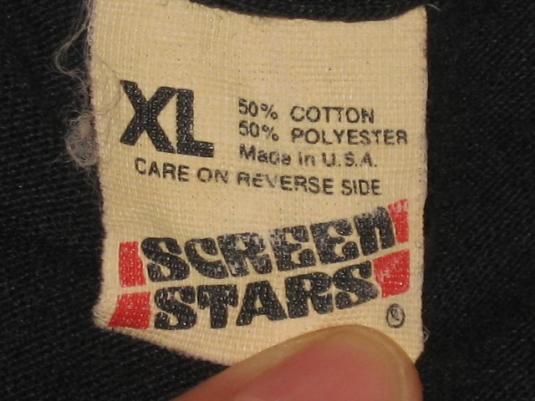 XL
50% COTTON
50% POLYESTER
Made in U.S.A.
CARE ON REVERSE SIDE
SCREEN
STARS
®